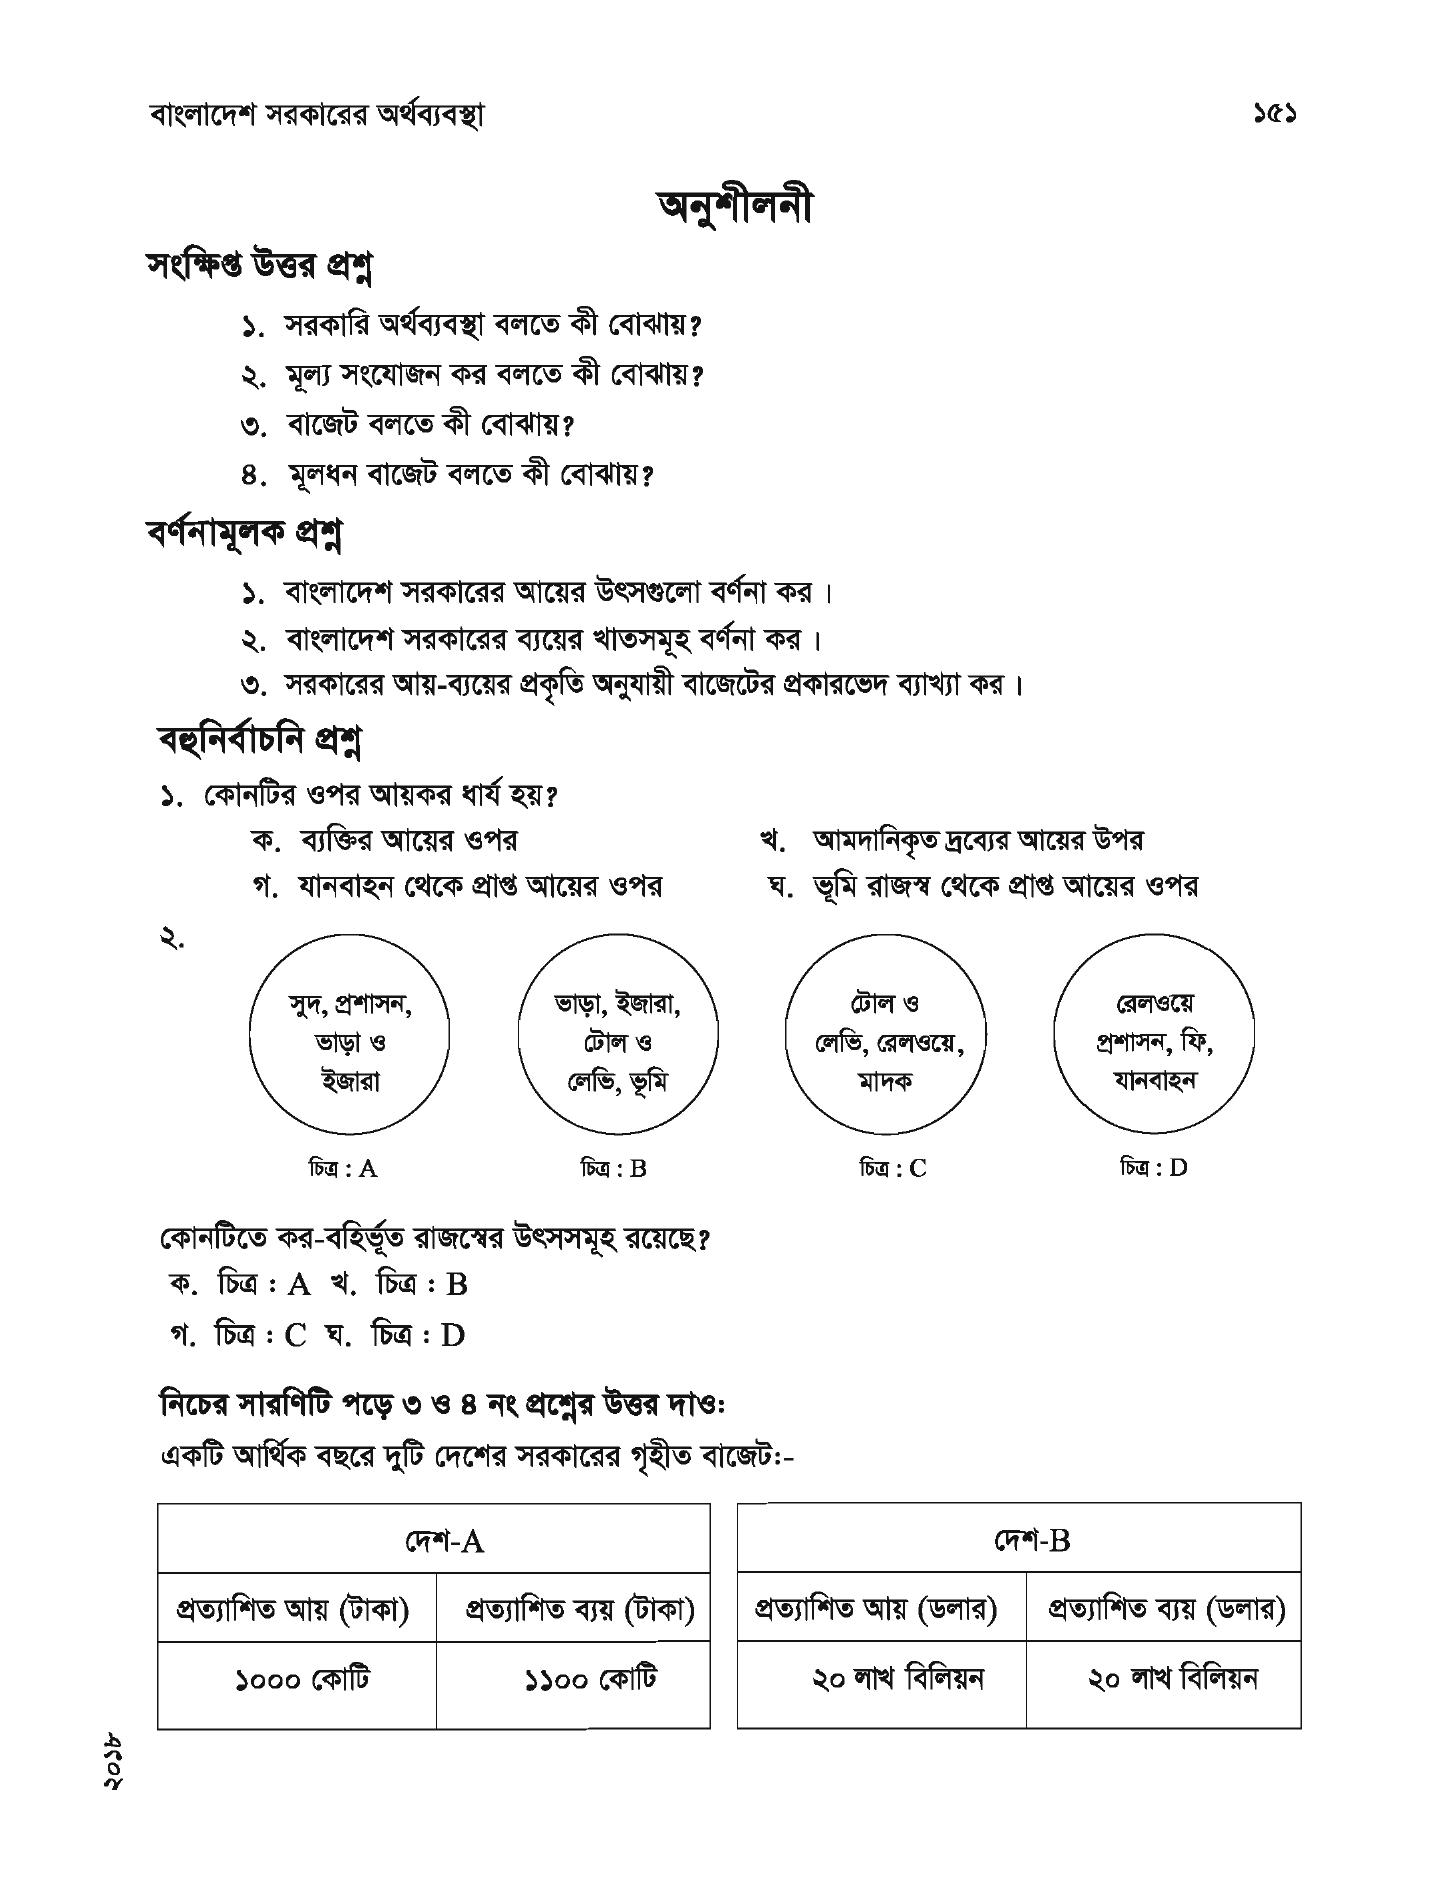 বাংলাদেশ সরকারের অর্থব্যবস্থা ১৫১
অনুশীলনী
সংক্ষিপ্ত উত্তর প্রশ্ন
১. সরকারি অর্থব্যবস্থা বলতে কী বোঝায়?
২. মূল্য সংযোজন কর বলতে কী বোঝায়?
৩. বাজেট বলতে কী বোঝায়?
৪. মূলধন বাজেট বলতে কী বোঝায়?
বর্ণনামূলক প্রশ্ন
১. বাংলাদেশ সরকারের আয়ের উৎসগুলো বর্ণনা কর।
২. বাংলাদেশ সরকারের ব্যয়ের খাতসমূহ বর্ণনা কর।
৩. সরকারের আয়-ব্যয়ের প্রকৃতি অনুযায়ী বাজেটের প্রকারভেদ ব্যাখ্যা কর।
বহুনির্বাচনি প্রশ্ন
১. কোনটির ওপর আয়কর ধার্য হয়?
ক. ব্যক্তির আয়ের ওপর খ. আমদানিকৃত দ্রব্যের আয়ের উপর
গ. যানবাহন থেকে প্রাপ্ত আয়ের ওপর ঘ. ভূমি রাজস্ব থেকে প্রাপ্ত আয়ের ওপর
২.
সুদ, প্রশাসন,
ভাড়া ও
ইজারা
চিত্র : A
ভাড়া, ইজারা,
টোল ও
লেভি, ভূমি
চিত্র : B
টোল ও
লেভি, রেলওয়ে,
মাদক
চিত্র : C
রেলওয়ে
প্রশাসন, ফি,
যানবাহন
চিত্র : D
কোনটিতে কর-বহির্ভূত রাজস্বের উৎসসমূহ রয়েছে?
ক. চিত্র : A খ. চিত্র : B
গ. চিত্র : C ঘ. চিত্র : D
নিচের সারণিটি পড়ে ৩ ও ৪ নং প্রশ্নের উত্তর দাও:
একটি আর্থিক বছরে দুটি দেশের সরকারের গৃহীত বাজেট:-
দেশ-A
প্রত্যাশিত আয় (টাকা) প্রত্যাশিত ব্যয় (টাকা)
১০০০ কোটি ১১০০ কোটি
দেশ-B
প্রত্যাশিত আয় (ডলার) প্রত্যাশিত ব্যয় (ডলার)
২০ লাখ বিলিয়ন ২০ লাখ বিলিয়ন
২০১৮